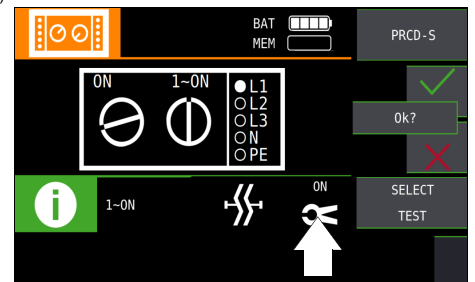 BAT
MEM
PRCD-S
ON 1~ON
L1
L2
L3
N
PE
Ok?
i
1~ON
ON
SELECT
TEST